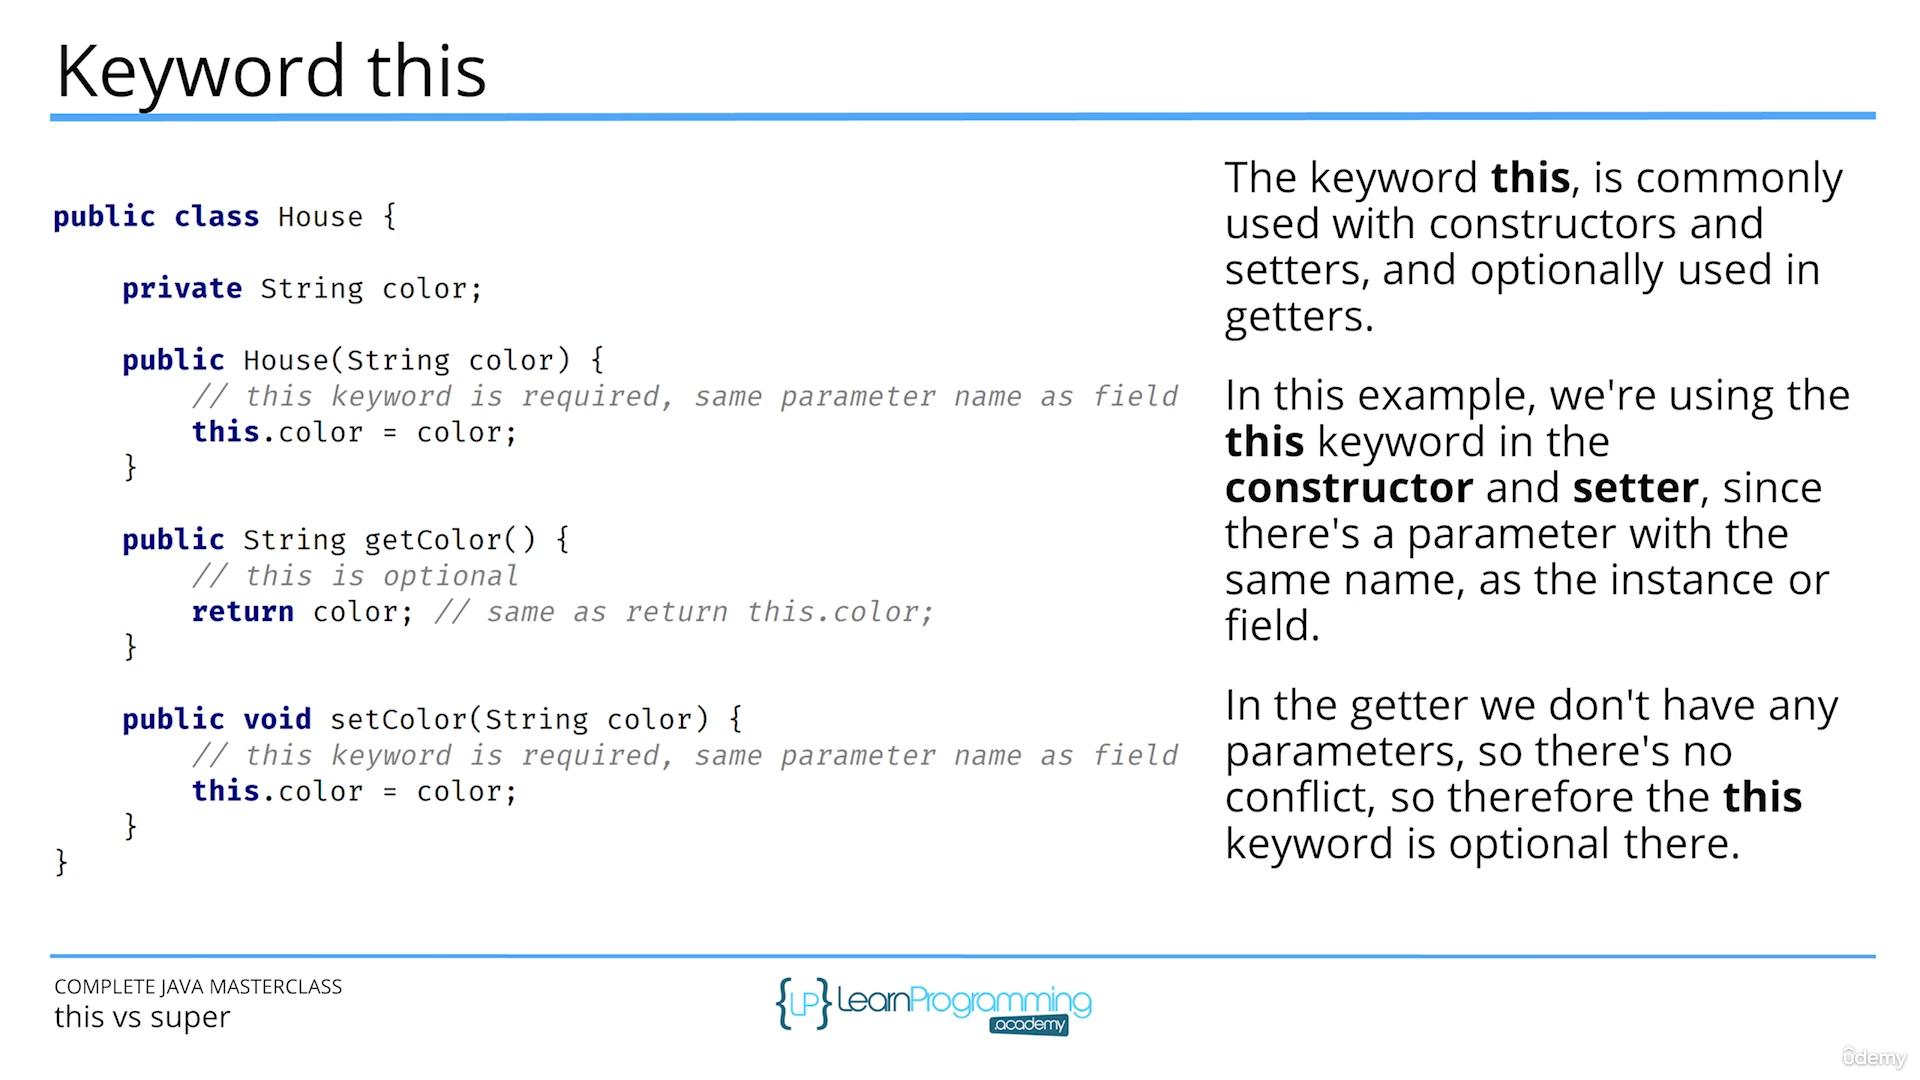 Keyword this
public class House {
private String color;
public House(String color) {
// this keyword is required, same parameter name as field
this.color = color;
}
public String getColor() {
// this is optional
return color; // same as return this.color;
}
public void setColor(String color) {
// this keyword is required, same parameter name as field
this.color = color;
}
}
The keyword this, is commonly
used with constructors and
setters, and optionally used in
getters.
In this example, we're using the
this keyword in the
constructor and setter, since
there's a parameter with the
same name, as the instance or
field.
In the getter we don't have any
parameters, so there's no
conflict, so therefore the this
keyword is optional there.
COMPLETE JAVA MASTERCLASS
this vs super
{LP} LearnProgramming
.academy
udemy